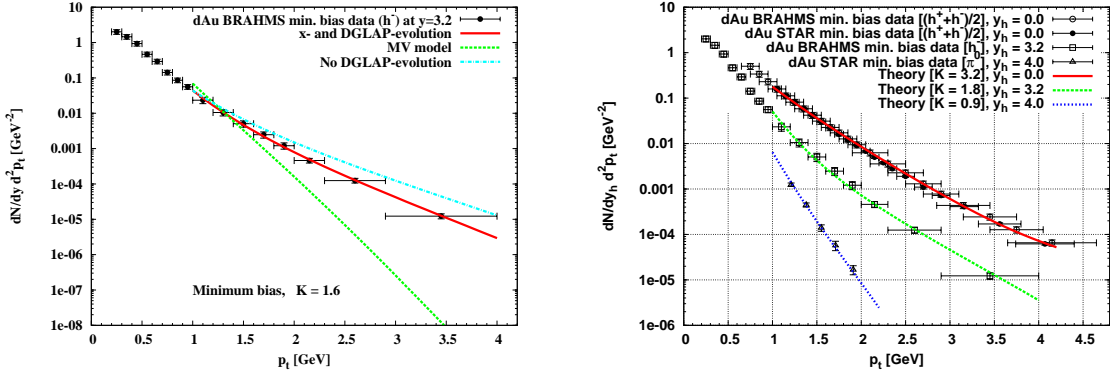 dAu BRAHMS min. bias data (h⁻) at y=3.2
x- and DGLAP-evolution
MV model
No DGLAP-evolution
10
1
0.1
0.01
0.001
1e-04
1e-05
1e-06
1e-07
1e-08
dN/dy d²pₜ [GeV⁻²]
Minimum bias, K = 1.6
0 0.5 1 1.5 2 2.5 3 3.5 4
pₜ [GeV]
dAu BRAHMS min. bias data [(h⁺+h⁻)/2], yₕ = 0.0
dAu STAR min. bias data [(h⁺+h⁻)/2], yₕ = 0.0
dAu BRAHMS min. bias data [h⁻], yₕ = 3.2
dAu STAR min. bias data [π⁰], yₕ = 4.0
Theory [K = 3.2], yₕ = 0.0
Theory [K = 1.8], yₕ = 3.2
Theory [K = 0.9], yₕ = 4.0
10
1
0.1
0.01
0.001
1e-04
1e-05
1e-06
dN/dyₕ d²pₜ [GeV⁻²]
0 0.5 1 1.5 2 2.5 3 3.5 4 4.5
pₜ [GeV]